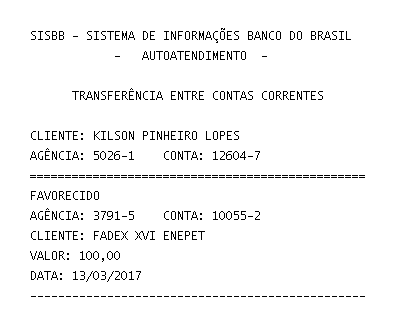 SISBB - SISTEMA DE INFORMAÇÕES BANCO DO BRASIL
- AUTOATENDIMENTO -
TRANSFERÊNCIA ENTRE CONTAS CORRENTES
CLIENTE: KILSON PINHEIRO LOPES
AGÊNCIA: 5026-1 CONTA: 12604-7
================================================
FAVORECIDO
AGÊNCIA: 3791-5 CONTA: 10055-2
CLIENTE: FADEX XVI ENEPET
VALOR: 100,00
DATA: 13/03/2017
------------------------------------------------